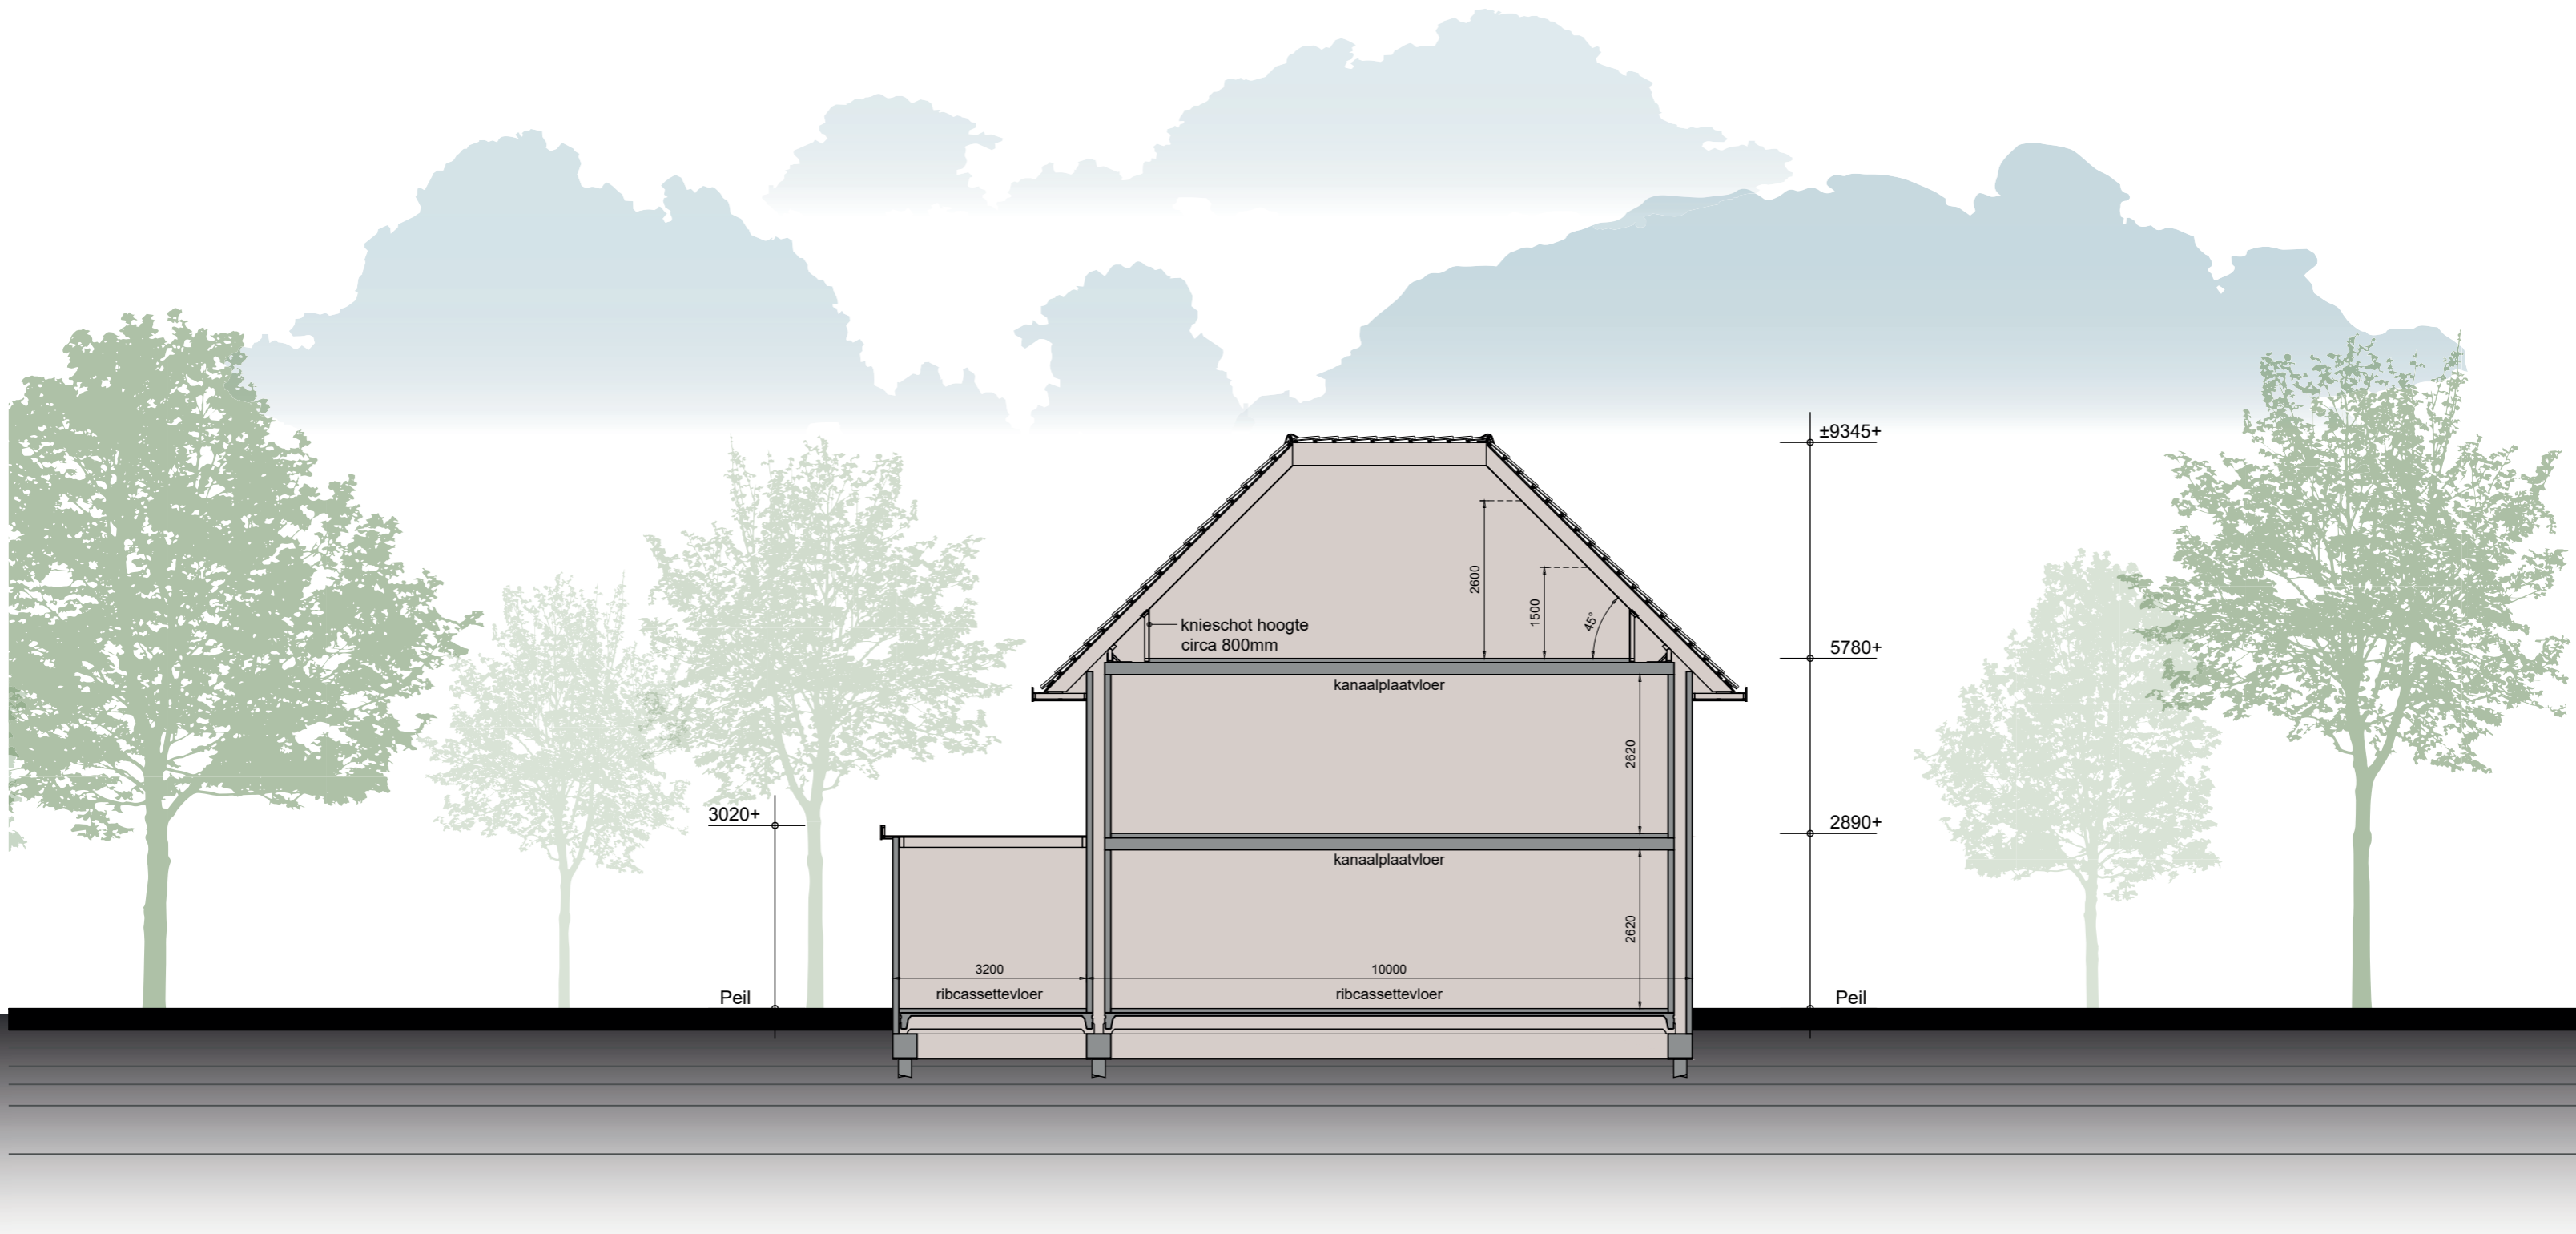 ±9345+
2600
1500
45°
knieschot hoogte
circa 800mm
5780+
kanaalplaatvloer
2620
3020+
2890+
kanaalplaatvloer
2620
3200
10000
ribcassettevloer
ribcassettevloer
Peil
Peil